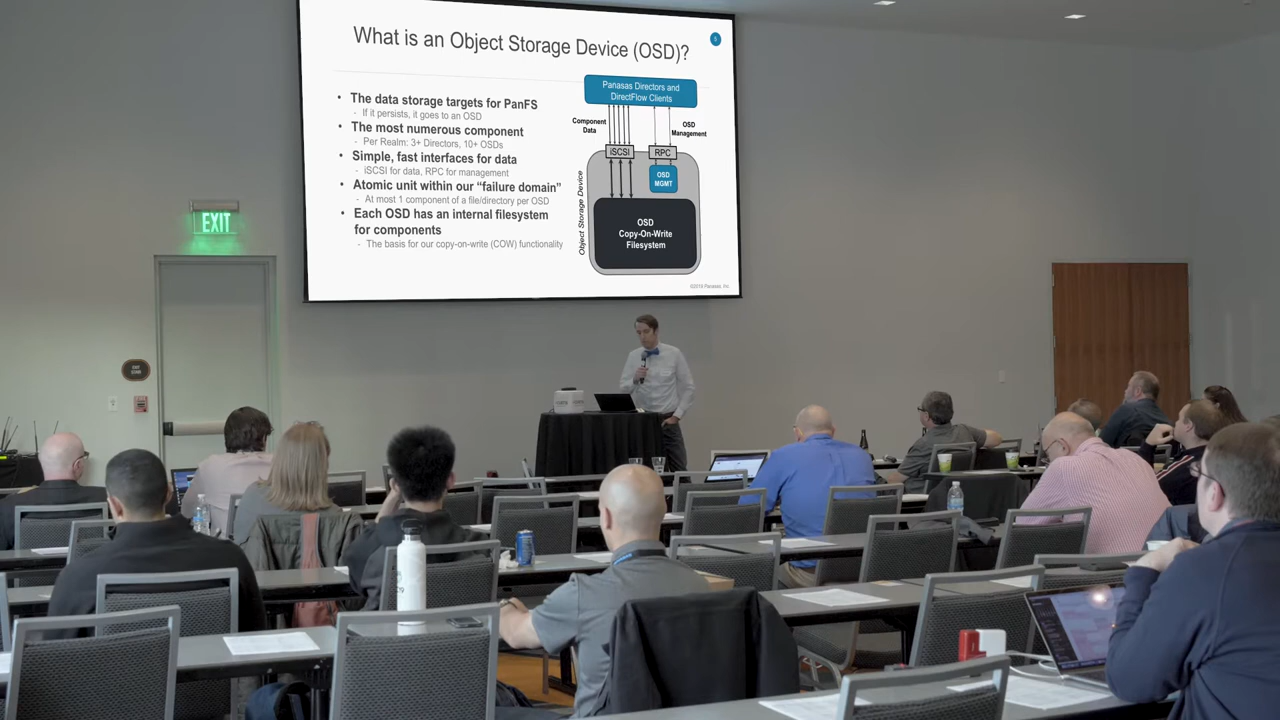 What is an Object Storage Device (OSD)?
• The data storage targets for PanFS
- If it persists, it goes to an OSD
• The most numerous component
- Per Realm: 3+ Directors, 10+ OSDs
• Simple, fast interfaces for data
- iSCSI for data, RPC for management
• Atomic unit within our “failure domain”
- At most 1 component of a file/directory per OSD
• Each OSD has an internal filesystem
for components
- The basis for our copy-on-write (COW) functionality
Panasas Directors and
DirectFlow Clients
Component
Data
OSD
Management
iSCSI
RPC
OSD
MGMT
Object Storage Device
OSD
Copy-On-Write
Filesystem
EXIT